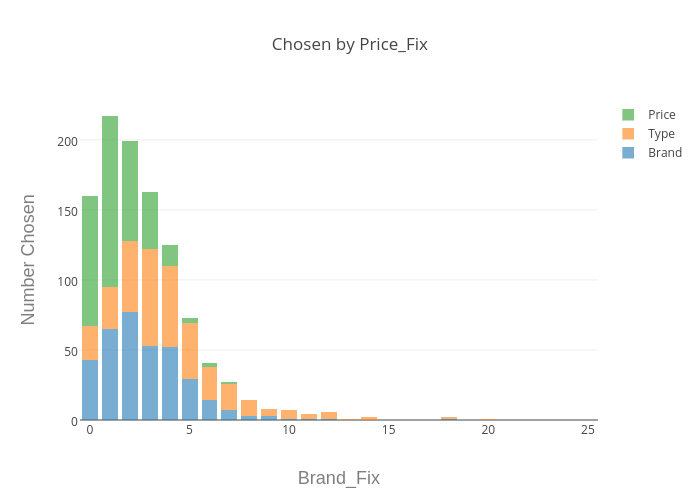 Chosen by Price_Fix
Price
Type
Brand
Number Chosen
200
150
100
50
0
0 5 10 15 20 25
Brand_Fix